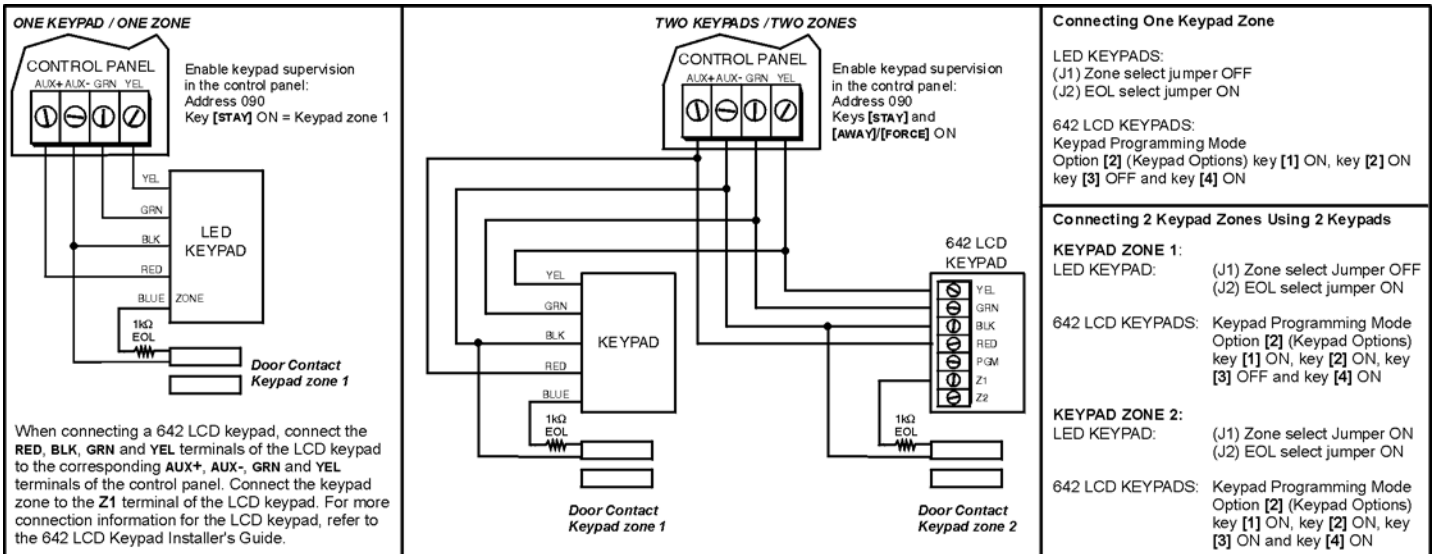 ONE KEYPAD / ONE ZONE
CONTROL PANEL
AUX+ AUX- GRN YEL
Enable keypad supervision
in the control panel:
Address 090
Key [STAY] ON = Keypad zone 1
YEL
GRN
BLK
RED
BLUE ZONE
LED
KEYPAD
1kΩ
EOL
Door Contact
Keypad zone 1
When connecting a 642 LCD keypad, connect the
RED, BLK, GRN and YEL terminals of the LCD keypad
to the corresponding AUX+, AUX-, GRN and YEL
terminals of the control panel. Connect the keypad
zone to the Z1 terminal of the LCD keypad. For more
connection information for the LCD keypad, refer to
the 642 LCD Keypad Installer's Guide.
TWO KEYPADS / TWO ZONES
CONTROL PANEL
AUX+ AUX- GRN YEL
Enable keypad supervision
in the control panel:
Address 090
Keys [STAY] and
[AWAY]/[FORCE] ON
YEL
GRN
BLK
RED
BLUE
KEYPAD
1kΩ
EOL
Door Contact
Keypad zone 1
642 LCD
KEYPAD
YEL
GRN
BLK
RED
PGM
Z1
Z2
1kΩ
EOL
Door Contact
Keypad zone 2
Connecting One Keypad Zone
LED KEYPADS:
(J1) Zone select jumper OFF
(J2) EOL select jumper ON
642 LCD KEYPADS:
Keypad Programming Mode
Option [2] (Keypad Options) key [1] ON, key [2] ON
key [3] OFF and key [4] ON
Connecting 2 Keypad Zones Using 2 Keypads
KEYPAD ZONE 1:
LED KEYPAD: (J1) Zone select Jumper OFF
(J2) EOL select jumper ON
642 LCD KEYPADS: Keypad Programming Mode
Option [2] (Keypad Options)
key [1] ON, key [2] ON, key
[3] OFF and key [4] ON
KEYPAD ZONE 2:
LED KEYPAD: (J1) Zone select Jumper ON
(J2) EOL select jumper ON
642 LCD KEYPADS: Keypad Programming Mode
Option [2] (Keypad Options)
key [1] ON, key [2] ON, key
[3] ON and key [4] ON